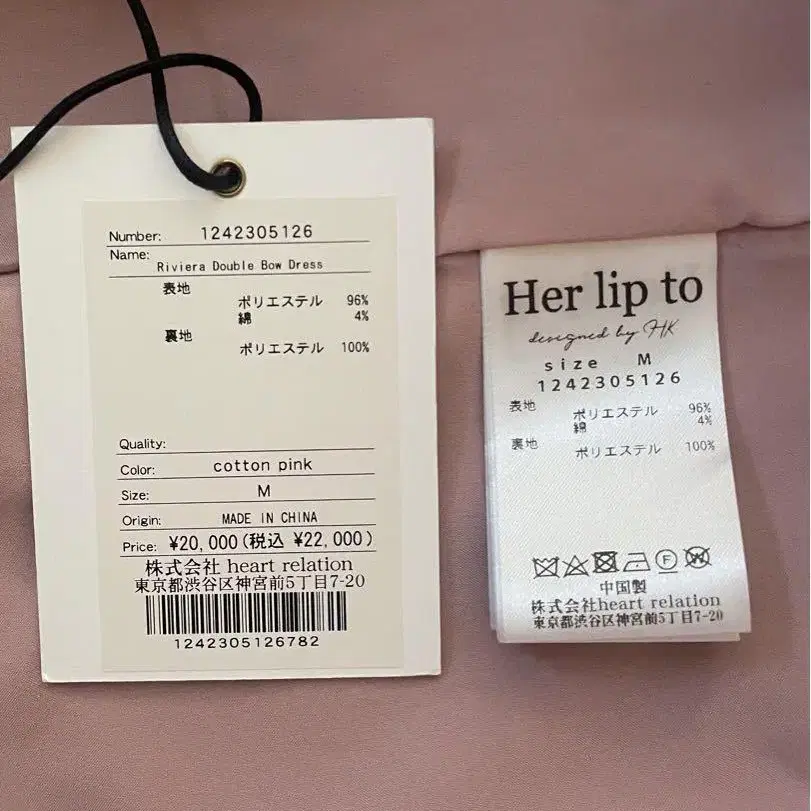 Number: 1242305126
Name:
Riviera Double Bow Dress
表地
ポリエステル 96%
綿 4%
裏地
ポリエステル 100%
Quality:
Color: cotton pink
Size: M
Origin: MADE IN CHINA
Price: ¥20,000(税込 ¥22,000)
株式会社 heart relation
東京都渋谷区神宮前5丁目7-20
1242305126782
Her lip to
designed by HK
size M
1242305126
表地
ポリエステル 96%
綿 4%
裏地
ポリエステル 100%
中国製
株式会社heart relation
東京都渋谷区神宮前5丁目7-20